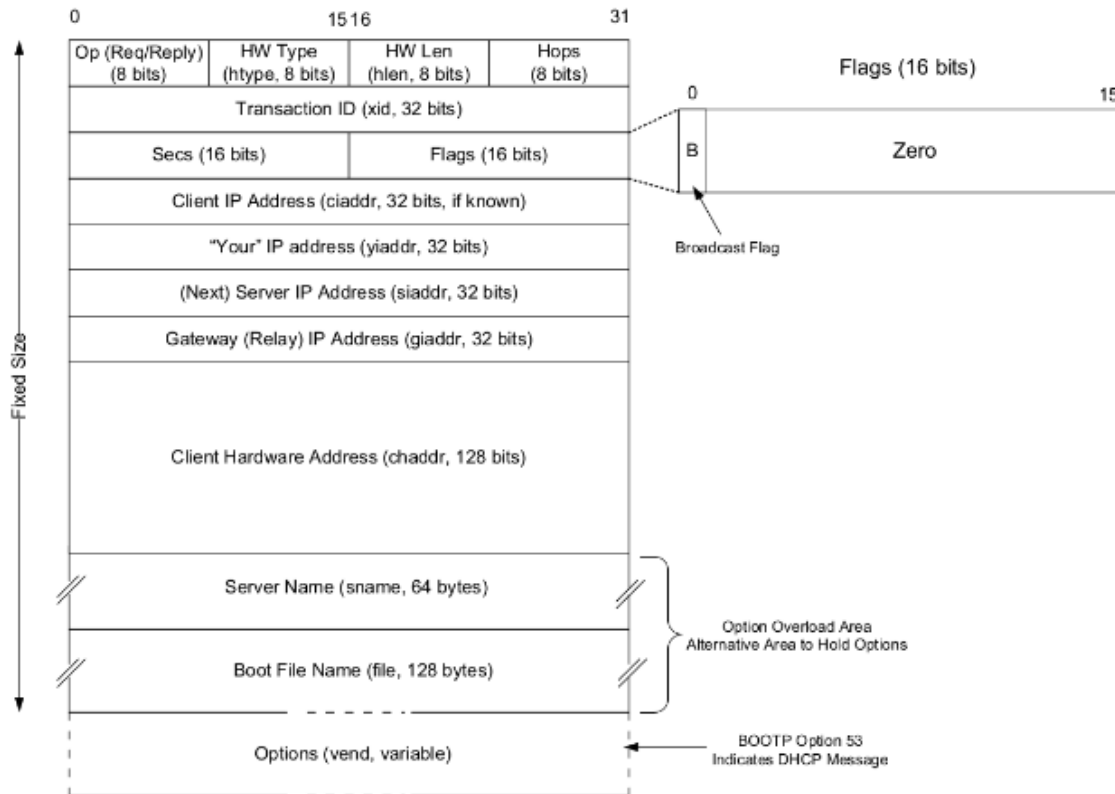 0 15 16 31
Op (Req/Reply) HW Type HW Len Hops
(8 bits) (htype, 8 bits) (hlen, 8 bits) (8 bits)
Flags (16 bits)
0 15
Transaction ID (xid, 32 bits)
Secs (16 bits) Flags (16 bits)
B Zero
Client IP Address (ciaddr, 32 bits, if known)
Broadcast Flag
“Your” IP address (yiaddr, 32 bits)
(Next) Server IP Address (siaddr, 32 bits)
Gateway (Relay) IP Address (giaddr, 32 bits)
Fixed Size
Client Hardware Address (chaddr, 128 bits)
Server Name (sname, 64 bytes)
Option Overload Area
Alternative Area to Hold Options
Boot File Name (file, 128 bytes)
Options (vend, variable)
BOOTP Option 53
Indicates DHCP Message